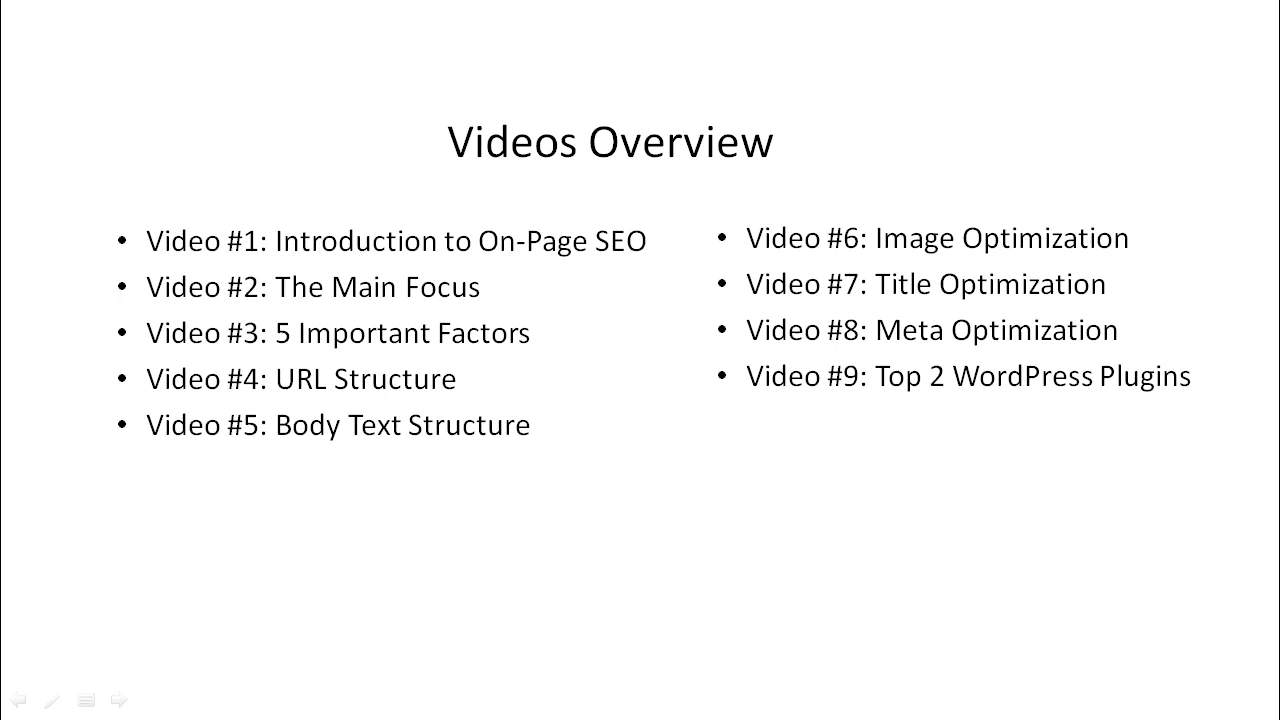 Videos Overview
• Video #1: Introduction to On-Page SEO
• Video #2: The Main Focus
• Video #3: 5 Important Factors
• Video #4: URL Structure
• Video #5: Body Text Structure
• Video #6: Image Optimization
• Video #7: Title Optimization
• Video #8: Meta Optimization
• Video #9: Top 2 WordPress Plugins